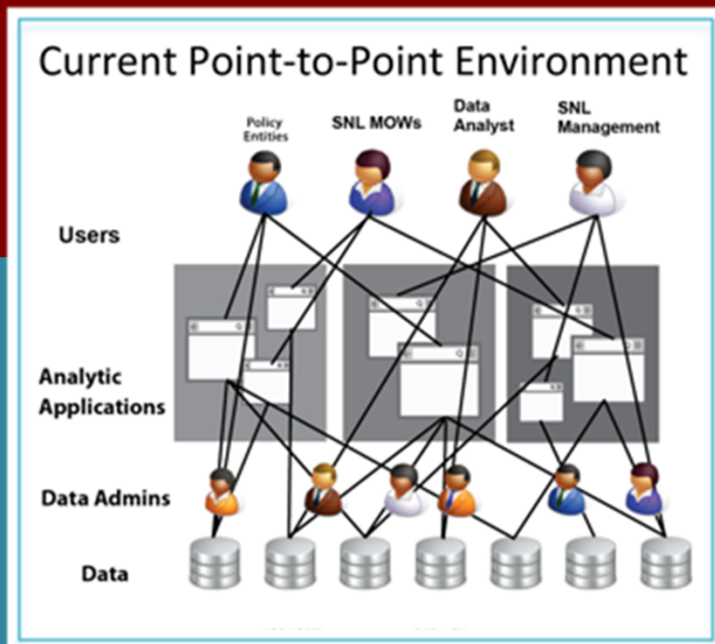 Current Point-to-Point Environment
Policy
Entities
SNL MOWs
Data
Analyst
SNL
Management
Users
Analytic
Applications
Data Admins
Data